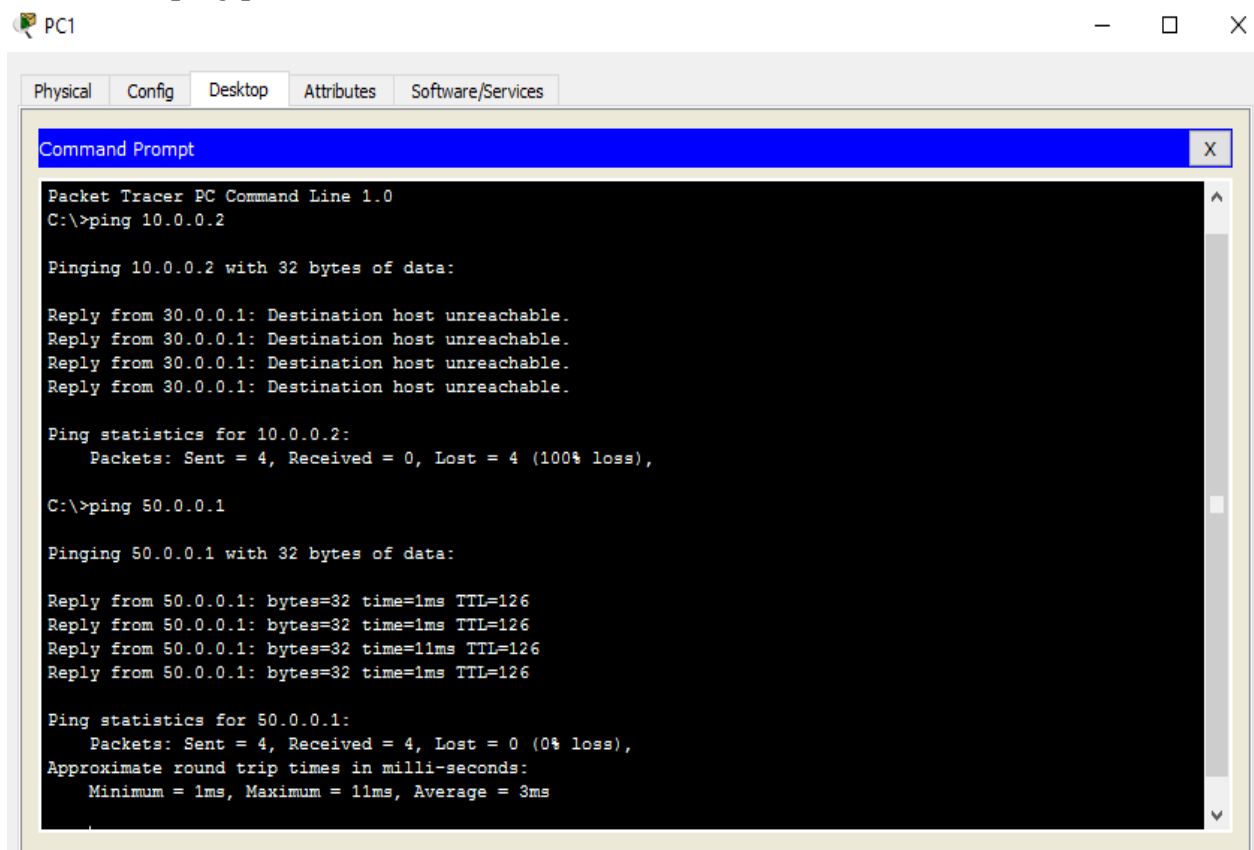 PC1
Physical Config Desktop Attributes Software/Services
Command Prompt X
Packet Tracer PC Command Line 1.0
C:\>ping 10.0.0.2
Pinging 10.0.0.2 with 32 bytes of data:
Reply from 30.0.0.1: Destination host unreachable.
Reply from 30.0.0.1: Destination host unreachable.
Reply from 30.0.0.1: Destination host unreachable.
Reply from 30.0.0.1: Destination host unreachable.
Ping statistics for 10.0.0.2:
Packets: Sent = 4, Received = 0, Lost = 4 (100% loss),
C:\>ping 50.0.0.1
Pinging 50.0.0.1 with 32 bytes of data:
Reply from 50.0.0.1: bytes=32 time=1ms TTL=126
Reply from 50.0.0.1: bytes=32 time=1ms TTL=126
Reply from 50.0.0.1: bytes=32 time=11ms TTL=126
Reply from 50.0.0.1: bytes=32 time=1ms TTL=126
Ping statistics for 50.0.0.1:
Packets: Sent = 4, Received = 4, Lost = 0 (0% loss),
Approximate round trip times in milli-seconds:
Minimum = 1ms, Maximum = 11ms, Average = 3ms